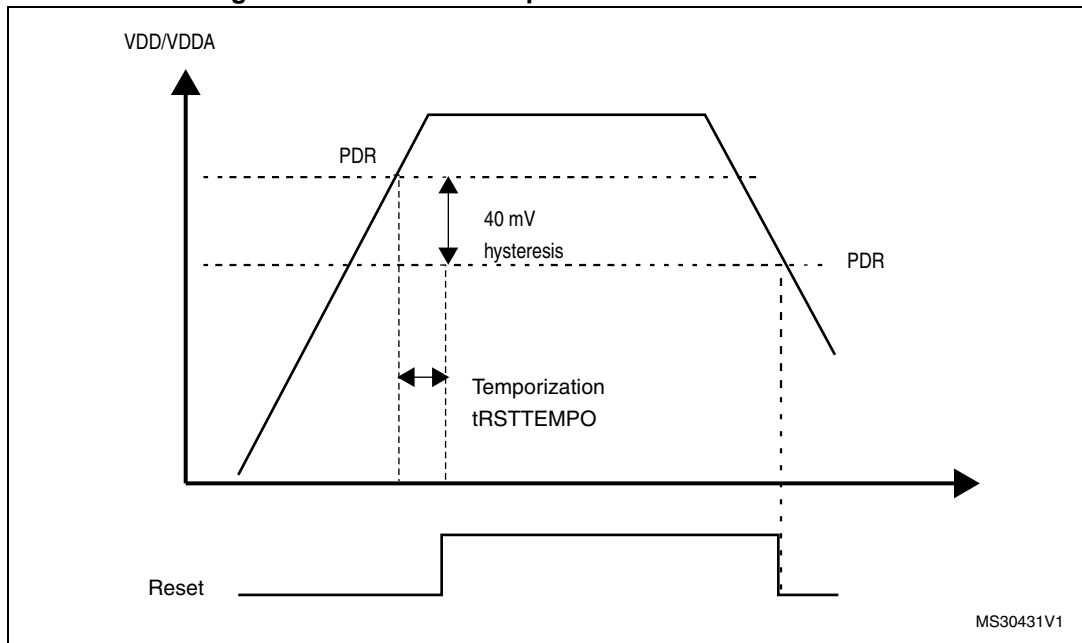 VDD/VDDA
PDR
40 mV
hysteresis
PDR
Temporization
tRSTTEMPO
Reset
MS30431V1